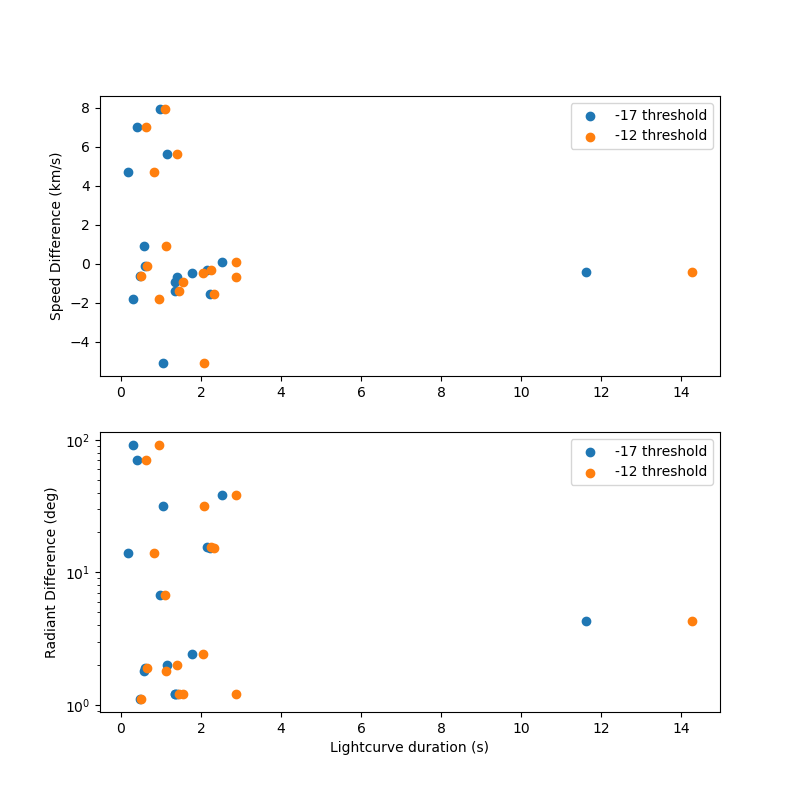 8
6
4
2
0
−2
−4
Speed Difference (km/s)
-17 threshold
-12 threshold
0 2 4 6 8 10 12 14
10²
10¹
10⁰
Radiant Difference (deg)
-17 threshold
-12 threshold
0 2 4 6 8 10 12 14
Lightcurve duration (s)